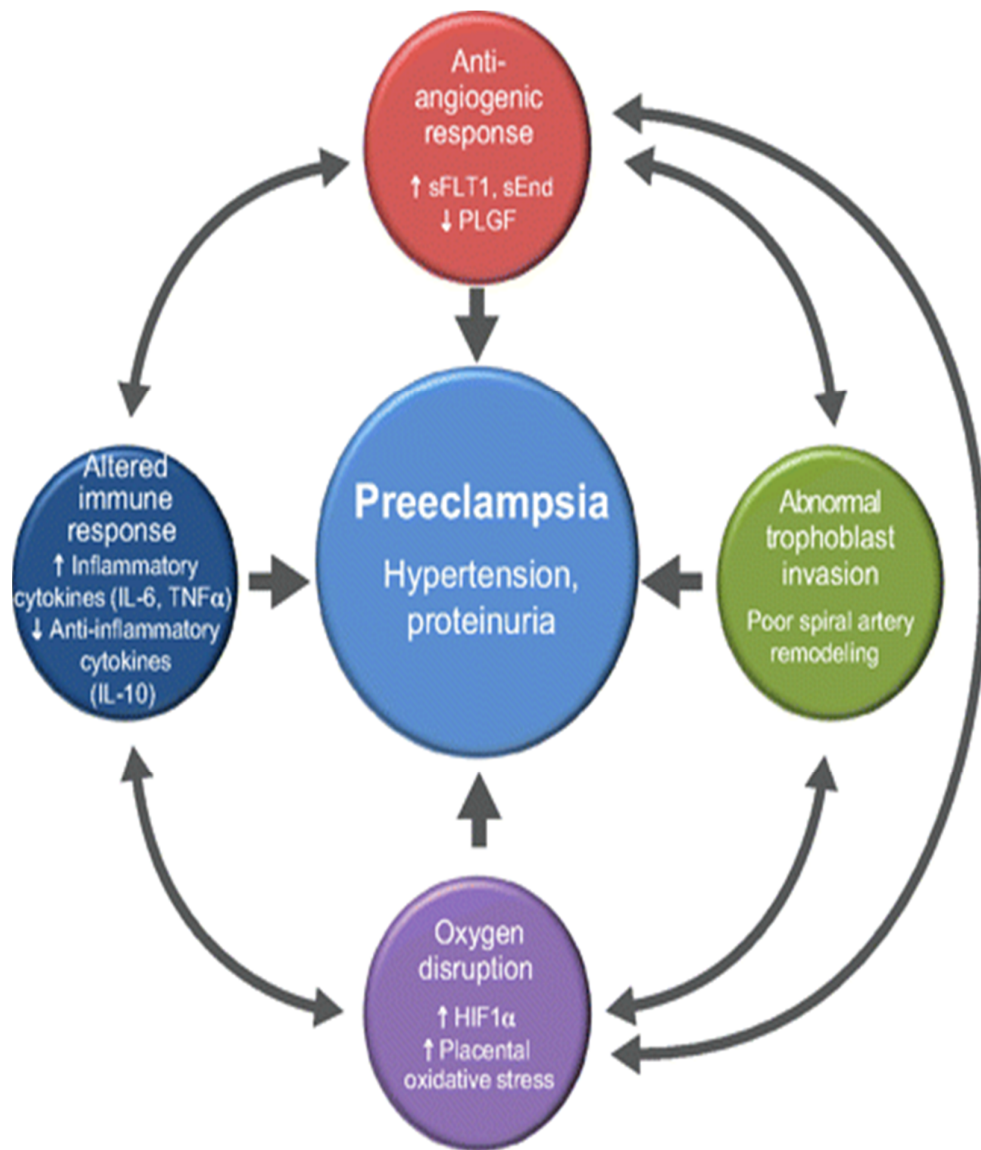 Anti-
angiogenic
response
↑ sFLT1, sEnd
↓ PLGF
Altered
immune
response
↑ Inflammatory
cytokines (IL-6, TNFα)
↓ Anti-inflammatory
cytokines
(IL-10)
Preeclampsia
Hypertension,
proteinuria
Abnormal
trophoblast
invasion
Poor spiral artery
remodeling
Oxygen
disruption
↑ HIF1α
↑ Placental
oxidative stress